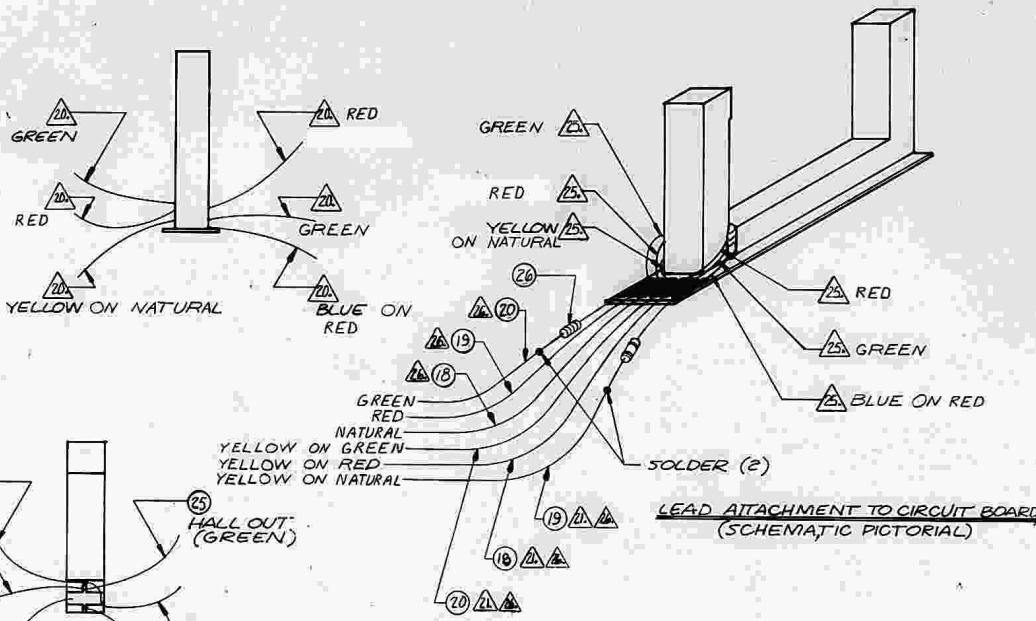 20.
GREEN
20.
RED
20.
RED
20.
GREEN
20.
YELLOW ON NATURAL
20.
BLUE ON
RED
GREEN
25.
RED
25.
YELLOW
ON NATURAL
25.
26
26. 20
26. 19
26. 18
GREEN
RED
NATURAL
YELLOW ON GREEN
YELLOW ON RED
YELLOW ON NATURAL
25. RED
25. GREEN
25. BLUE ON RED
SOLDER (2)
19 21. 26.
18 21.
20 21.
LEAD ATTACHMENT TO CIRCUIT BOARD
(SCHEMATIC PICTORIAL)
25
HALL OUT
(GREEN)